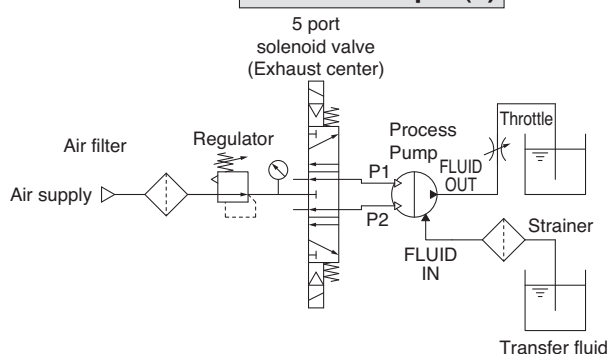 5 port
solenoid valve
(Exhaust center)
Air filter
Regulator
Process
Pump
Throttle
P1
FLUID
OUT
Air supply
P2
Strainer
FLUID
IN
Transfer fluid